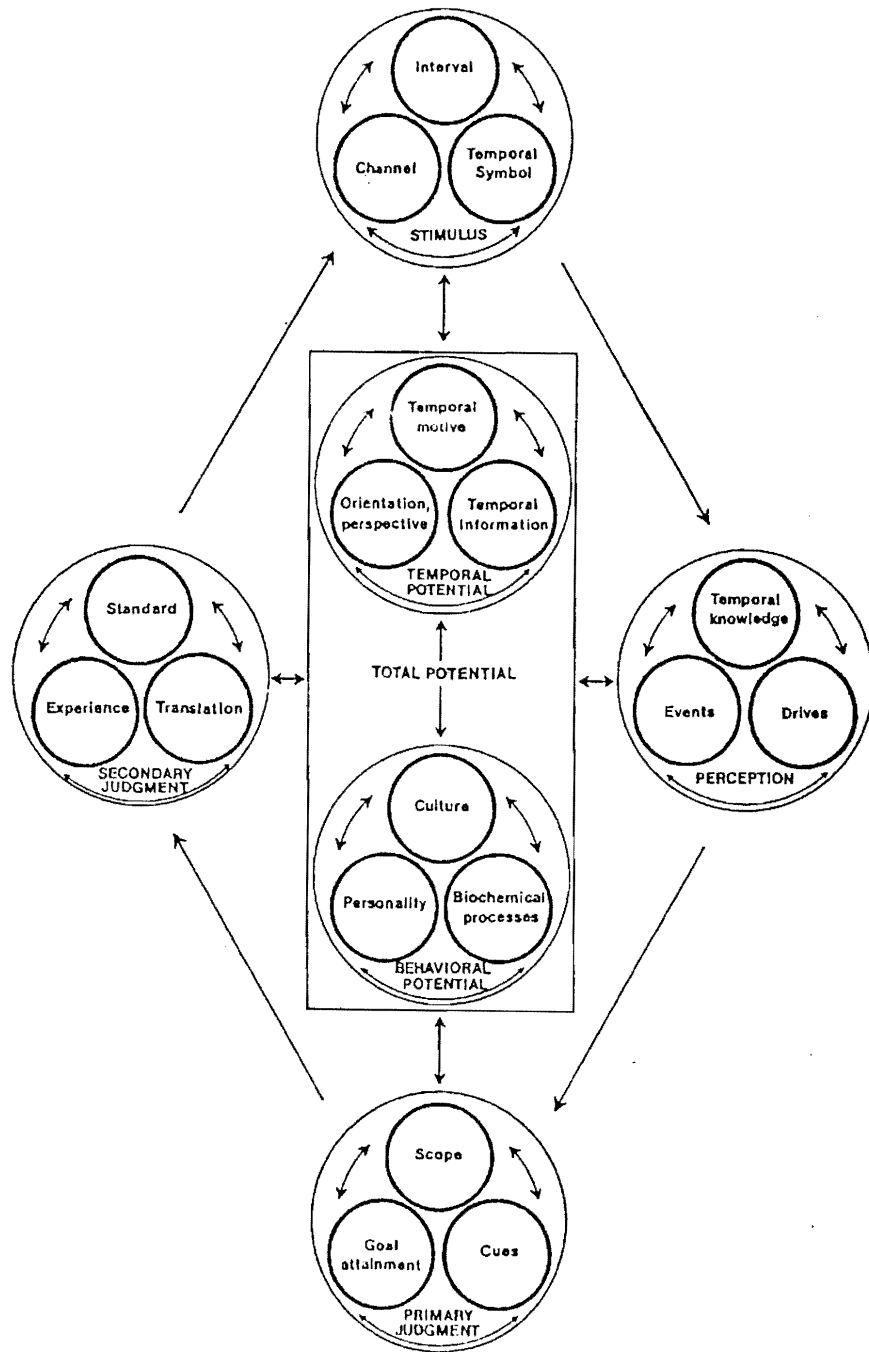 Interval
Channel
Temporal
Symbol
STIMULUS
Temporal
motive
Orientation,
perspective
Temporal
Information
TEMPORAL
POTENTIAL
Standard
Experience
Translation
SECONDARY
JUDGMENT
TOTAL POTENTIAL
Temporal
knowledge
Events
Drives
PERCEPTION
Culture
Personality
Biochemical
processes
BEHAVIORAL
POTENTIAL
Scope
Goal
attainment
Cues
PRIMARY
JUDGMENT